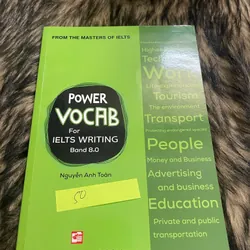 FROM THE MASTERS OF IELTS
POWER
VOCAB
For
IELTS WRITING
Band 8.0
Nguyễn Anh Toàn
50
Work
Tourism
The environment
Transport
People
Money and Business
Advertising
and business
Education
Private and public
transportation